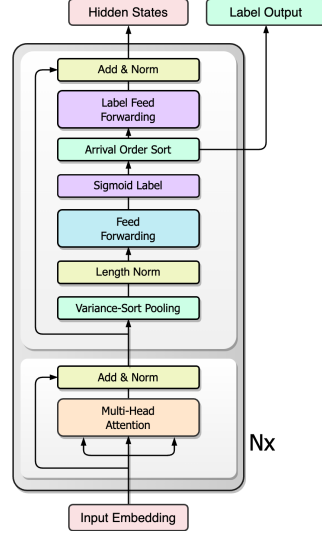 Hidden States
Label Output
Add & Norm
Label Feed
Forwarding
Arrival Order Sort
Sigmoid Label
Feed
Forwarding
Length Norm
Variance-Sort Pooling
Add & Norm
Multi-Head
Attention
Nx
Input Embedding